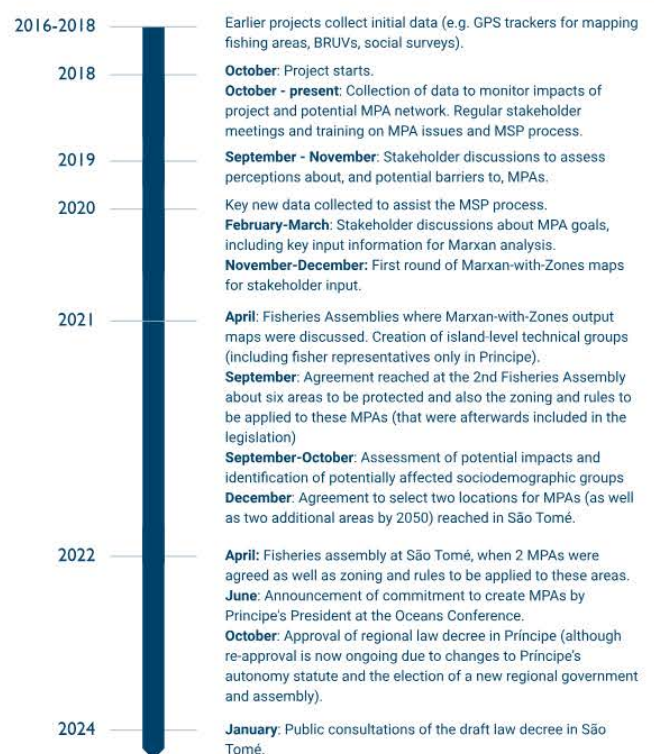 2016-2018
Earlier projects collect initial data (e.g. GPS trackers for mapping
fishing areas, BRUVs, social surveys).
2018
October: Project starts.
October - present: Collection of data to monitor impacts of
project and potential MPA network. Regular stakeholder
meetings and training on MPA issues and MSP process.
2019
September - November: Stakeholder discussions to assess
perceptions about, and potential barriers to, MPAs.
2020
Key new data collected to assist the MSP process.
February-March: Stakeholder discussions about MPA goals,
including key input information for Marxan analysis.
November-December: First round of Marxan-with-Zones maps
for stakeholder input.
2021
April: Fisheries Assemblies where Marxan-with-Zones output
maps were discussed. Creation of island-level technical groups
(including fisher representatives only in Principe).
September: Agreement reached at the 2nd Fisheries Assembly
about six areas to be protected and also the zoning and rules to
be applied to these MPAs (that were afterwards included in the
legislation)
September-October: Assessment of potential impacts and
identification of potentially affected sociodemographic groups
December: Agreement to select two locations for MPAs (as well
as two additional areas by 2050) reached in São Tomé.
2022
April: Fisheries assembly at São Tomé, when 2 MPAs were
agreed as well as zoning and rules to be applied to these areas.
June: Announcement of commitment to create MPAs by
Principe's President at the Oceans Conference.
October: Approval of regional law decree in Príncipe (although
re-approval is now ongoing due to changes to Príncipe's
autonomy statute and the election of a new regional government
and assembly).
2024
January: Public consultations of the draft law decree in São
Tomé.